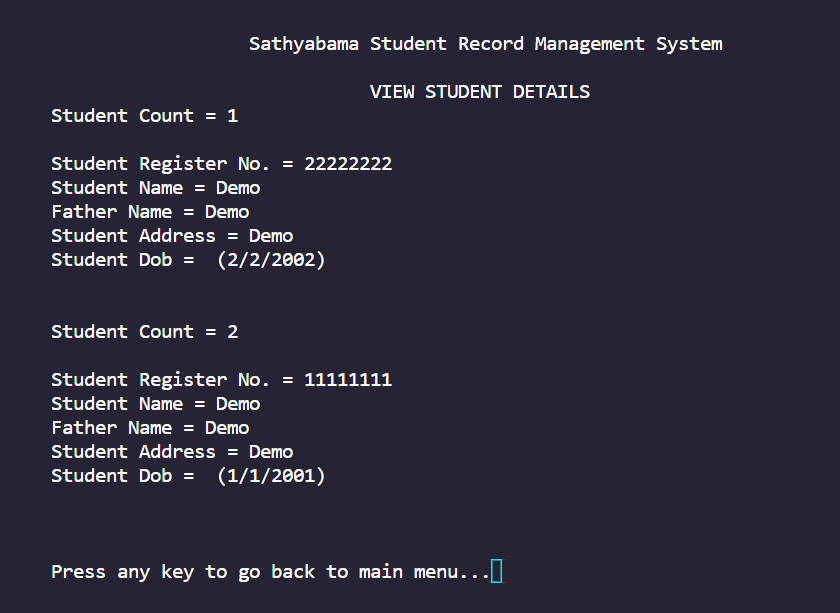 Sathyabama Student Record Management System
VIEW STUDENT DETAILS
Student Count = 1
Student Register No. = 22222222
Student Name = Demo
Father Name = Demo
Student Address = Demo
Student Dob =  (2/2/2002)
Student Count = 2
Student Register No. = 11111111
Student Name = Demo
Father Name = Demo
Student Address = Demo
Student Dob =  (1/1/2001)
Press any key to go back to main menu...